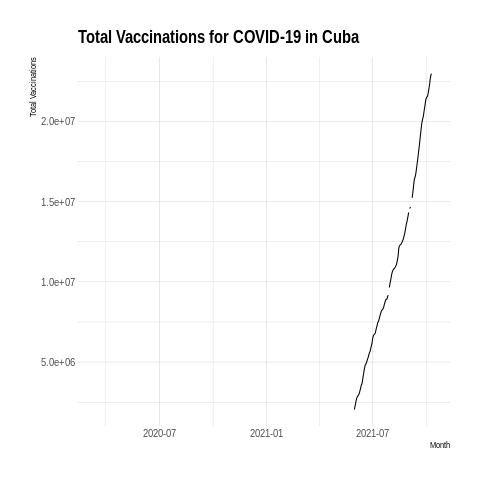 Total Vaccinations for COVID-19 in Cuba
Total Vaccinations
2.0e+07
1.5e+07
1.0e+07
5.0e+06
2020-07 2021-01 2021-07
Month